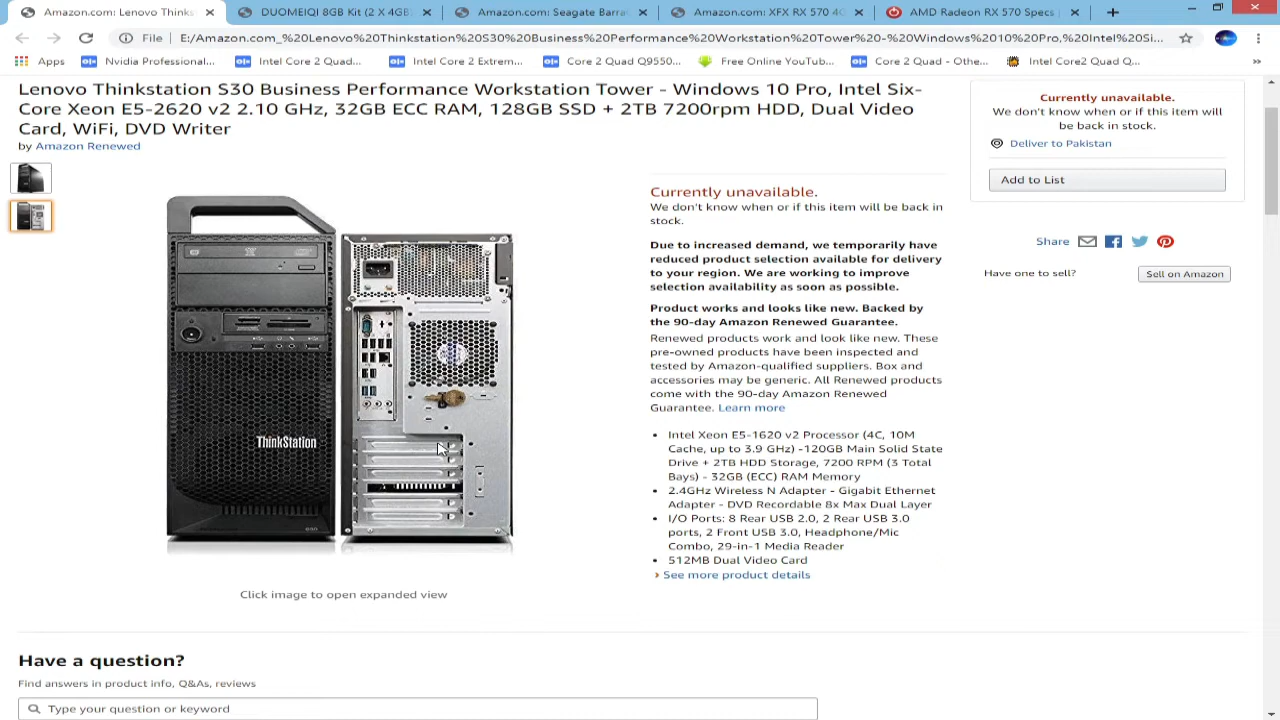 Amazon.com: Lenovo Thinks
DUOMEIQI 8GB Kit (2 X 4GB
Amazon.com: Seagate Barra
Amazon.com: XFX RX 570 4G
AMD Radeon RX 570 Specs
File
E:/Amazon.com_%20Lenovo%20Thinkstation%20S30%20Business%20Performance%20Workstation%20Tower%20-%20Windows%2010%20Pro,%20Intel%20Si...
Apps
Nvidia Professional...
Intel Core 2 Quad...
Intel Core 2 Extrem...
Core 2 Quad Q9550...
Free Online YouTub...
Core 2 Quad - Othe...
Intel Core2 Quad Q...
Lenovo Thinkstation S30 Business Performance Workstation Tower - Windows 10 Pro, Intel Six-
Core Xeon E5-2620 v2 2.10 GHz, 32GB ECC RAM, 128GB SSD + 2TB 7200rpm HDD, Dual Video
Card, WiFi, DVD Writer
by Amazon Renewed
ThinkStation
S30
Click image to open expanded view
Currently unavailable.
We don't know when or if this item will be back in
stock.
Due to increased demand, we temporarily have
reduced product selection available for delivery
to your region. We are working to improve
selection availability as soon as possible.
Product works and looks like new. Backed by
the 90-day Amazon Renewed Guarantee.
Renewed products work and look like new. These
pre-owned products have been inspected and
tested by Amazon-qualified suppliers. Box and
accessories may be generic. All Renewed products
come with the 90-day Amazon Renewed
Guarantee. Learn more
• Intel Xeon E5-1620 v2 Processor (4C, 10M
Cache, up to 3.9 GHz) -120GB Main Solid State
Drive + 2TB HDD Storage, 7200 RPM (3 Total
Bays) - 32GB (ECC) RAM Memory
• 2.4GHz Wireless N Adapter - Gigabit Ethernet
Adapter - DVD Recordable 8x Max Dual Layer
• I/O Ports: 8 Rear USB 2.0, 2 Rear USB 3.0
ports, 2 Front USB 3.0, Headphone/Mic
Combo, 29-in-1 Media Reader
• 512MB Dual Video Card
› See more product details
Currently unavailable.
We don't know when or if this item will
be back in stock.
Deliver to Pakistan
Add to List
Share
Have one to sell?
Sell on Amazon
Have a question?
Find answers in product info, Q&As, reviews
Type your question or keyword